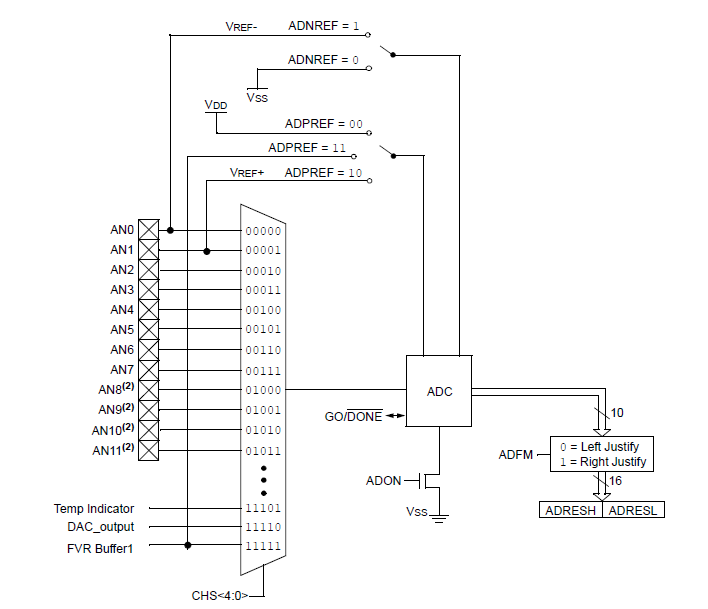 VREF- ADNREF = 1
ADNREF = 0
VSS
VDD
ADPREF = 00
ADPREF = 11
VREF+ ADPREF = 10
AN0 00000
AN1 00001
AN2 00010
AN3 00011
AN4 00100
AN5 00101
AN6 00110
AN7 00111
AN8(2) 01000
AN9(2) 01001
AN10(2) 01010
AN11(2) 01011
ADC
GO/DONE
10
ADFM
0 = Left Justify
1 = Right Justify
16
ADON
Temp Indicator 11101
DAC_output 11110
FVR Buffer1 11111
VSS
ADRESH ADRESL
CHS<4:0>